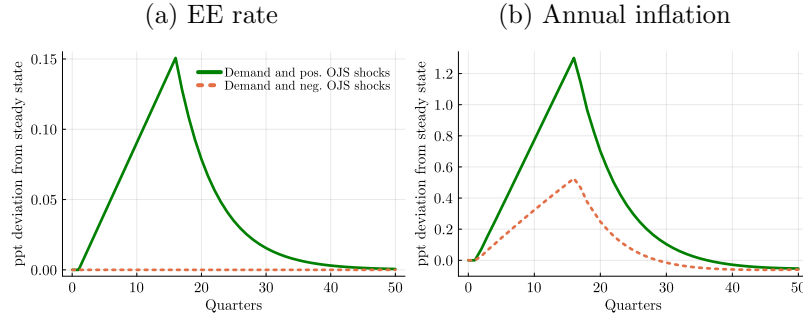 (a) EE rate
ppt deviation from steady state
0.15
0.10
0.05
0.00
Demand and pos. OJS shocks
Demand and neg. OJS shocks
0 10 20 30 40 50
Quarters
(b) Annual inflation
ppt deviation from steady state
1.2
1.0
0.8
0.6
0.4
0.2
0.0
0 10 20 30 40 50
Quarters